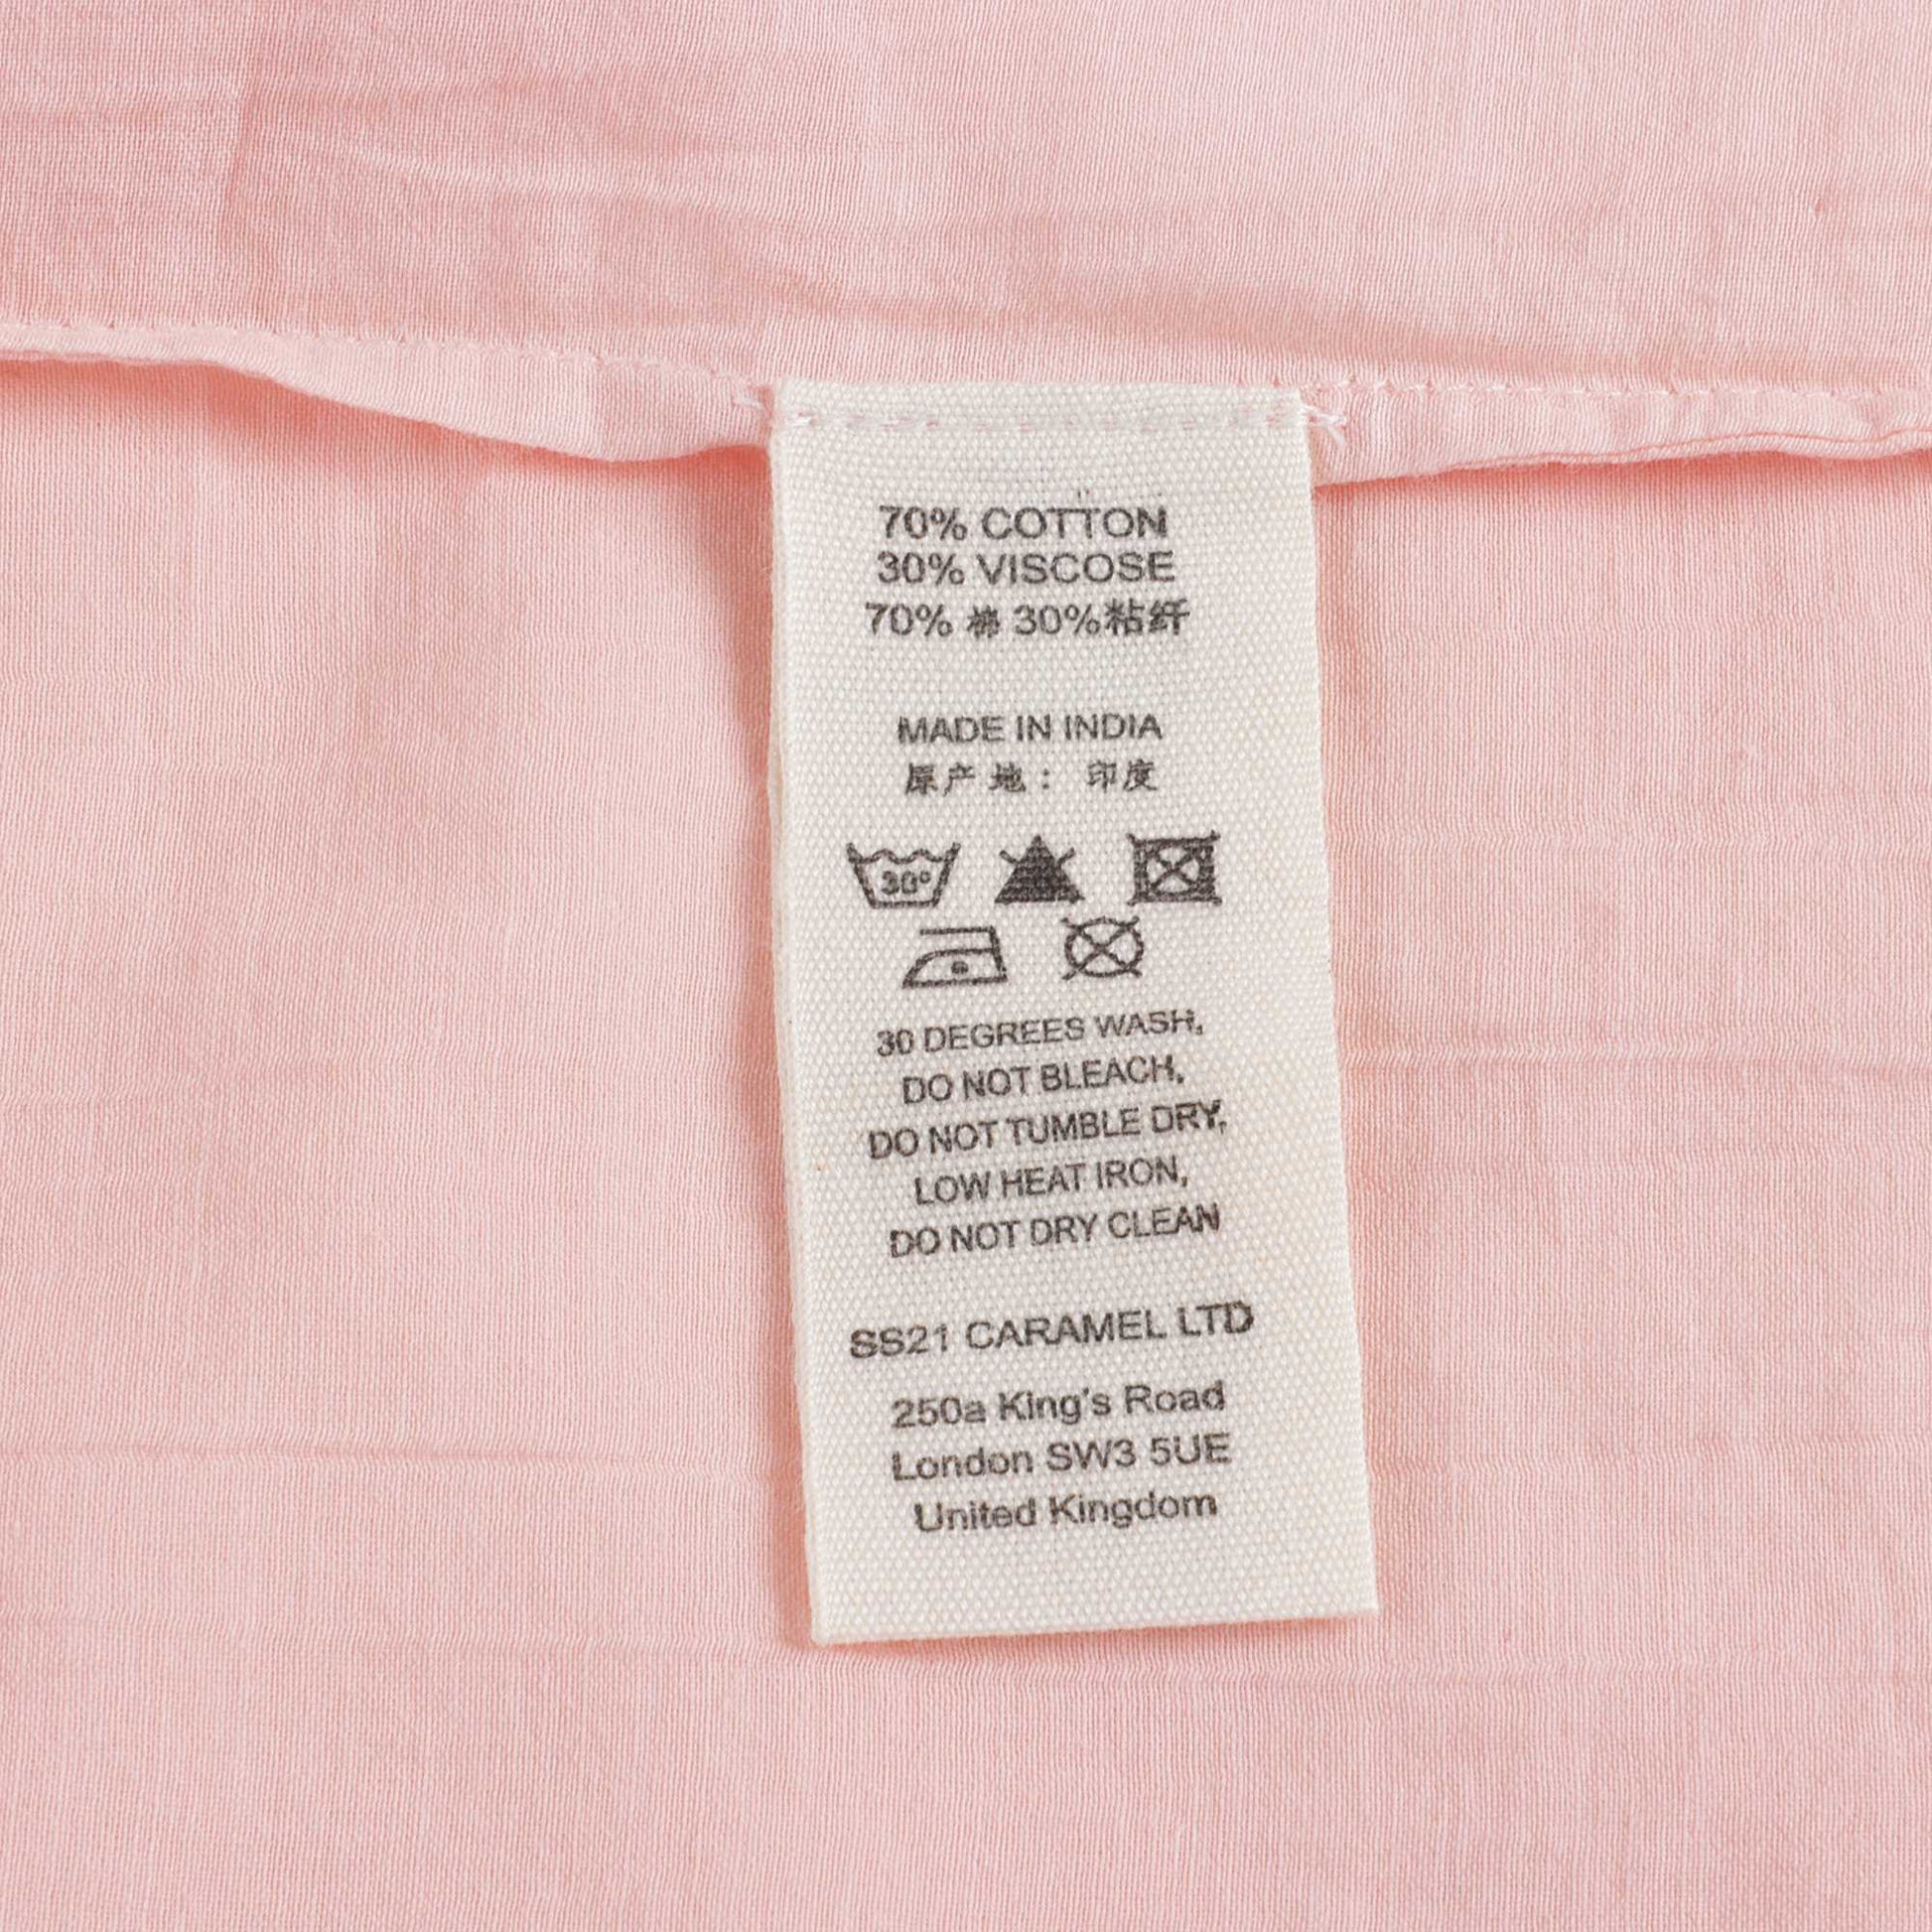 70% COTTON
30% VISCOSE
70% 棉 30%粘纤
MADE IN INDIA
原产地： 印度
30°
30 DEGREES WASH,
DO NOT BLEACH,
DO NOT TUMBLE DRY,
LOW HEAT IRON,
DO NOT DRY CLEAN
SS21 CARAMEL LTD
250a King's Road
London SW3 5UE
United Kingdom